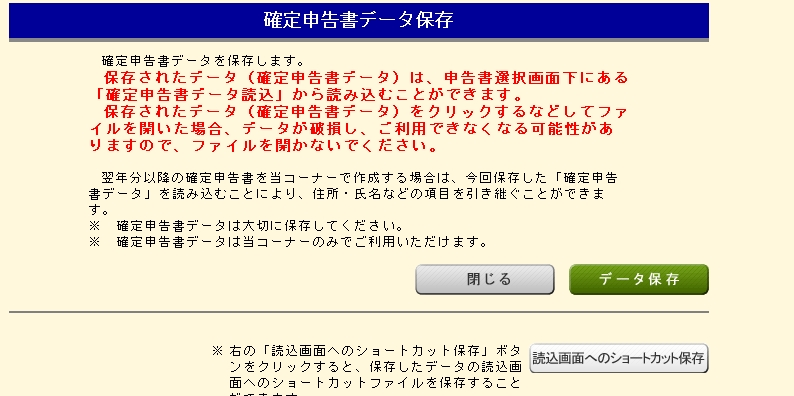 確定申告書データ保存
確定申告書データを保存します。
保存されたデータ（確定申告書データ）は、申告書選択画面下にある
「確定申告書データ読込」から読み込むことができます。
保存されたデータ（確定申告書データ）をクリックするなどしてファ
イルを開いた場合、データが破損し、ご利用できなくなる可能性があ
りますので、ファイルを開かないでください。
翌年分以降の確定申告書を当コーナーで作成する場合は、今回保存した「確定申告
書データ」を読み込むことにより、住所・氏名などの項目を引き継ぐことができま
す。
※　確定申告書データは大切に保存してください。
※　確定申告書データは当コーナーのみでご利用いただけます。
閉じる
データ保存
※ 右の「読込画面へのショートカット保存」ボタ
ンをクリックすると、保存したデータの読込画
面へのショートカットファイルを保存すること
読込画面へのショートカット保存